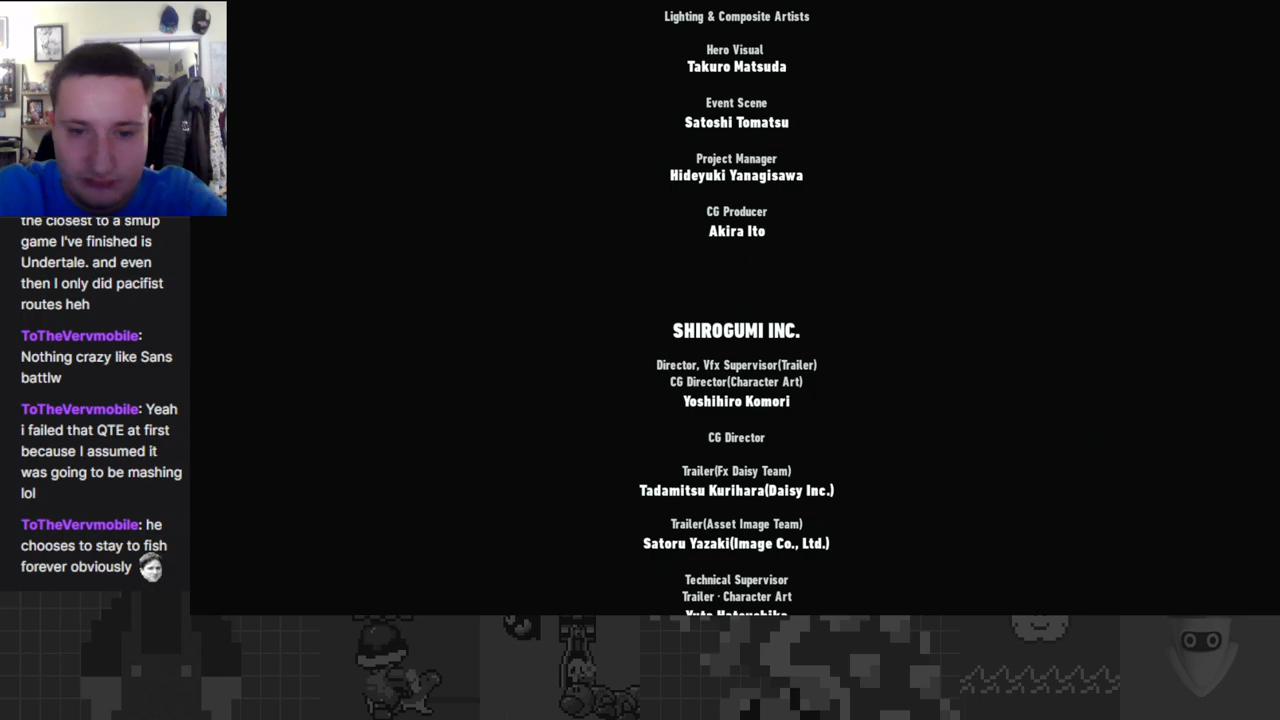 the closest to a smup
game I've finished is
Undertale. and even
then I only did pacifist
routes heh
ToTheVervmobile:
Nothing crazy like Sans
battlw
ToTheVervmobile: Yeah
i failed that QTE at first
because I assumed it
was going to be mashing
lol
ToTheVervmobile: he
chooses to stay to fish
forever obviously
Lighting & Composite Artists
Hero Visual
Takuro Matsuda
Event Scene
Satoshi Tomatsu
Project Manager
Hideyuki Yanagisawa
CG Producer
Akira Ito
SHIROGUMI INC.
Director, Vfx Supervisor(Trailer)
CG Director(Character Art)
Yoshihiro Komori
CG Director
Trailer(Fx Daisy Team)
Tadamitsu Kurihara(Daisy Inc.)
Trailer(Asset Image Team)
Satoru Yazaki(Image Co., Ltd.)
Technical Supervisor
Trailer · Character Art